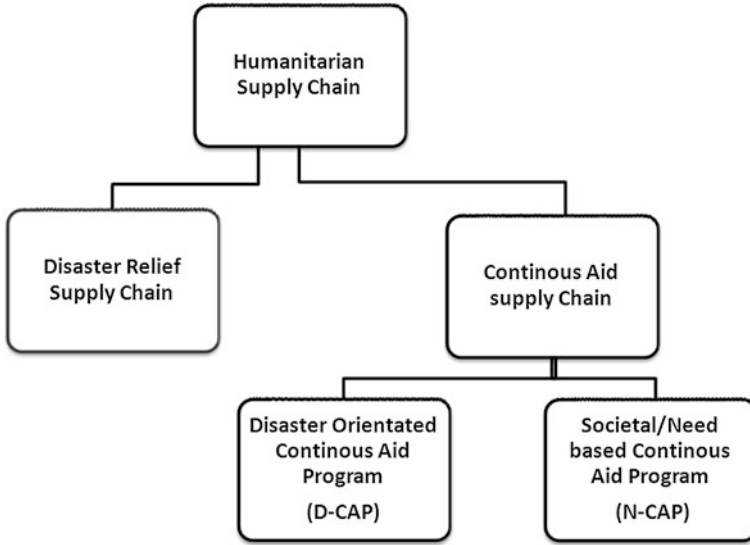 Humanitarian
Supply Chain
Disaster Relief
Supply Chain
Continous Aid
supply Chain
Disaster Orientated
Continous Aid
Program
(D-CAP)
Societal/Need
based Continous
Aid Program
(N-CAP)